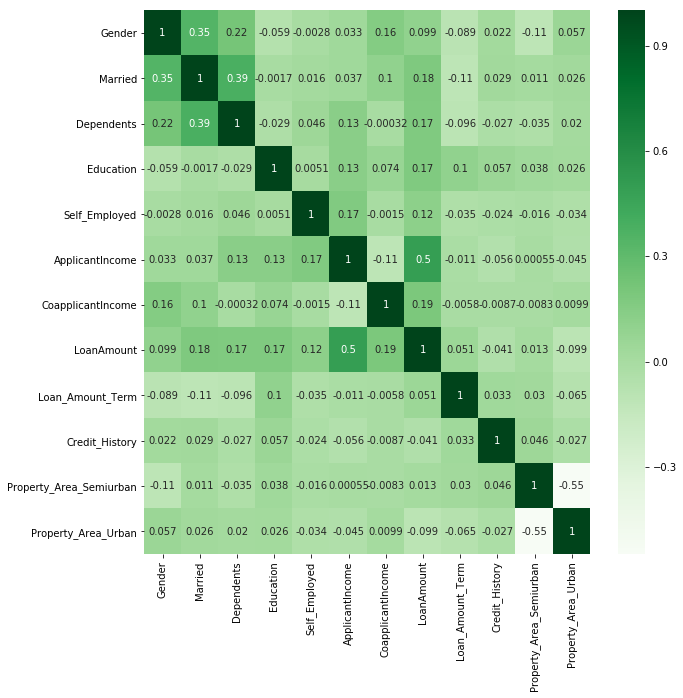 Gender 1 0.35 0.22 -0.059 -0.0028 0.033 0.16 0.099 -0.089 0.022 -0.11 0.057
Married 0.35 1 0.39 -0.0017 0.016 0.037 0.1 0.18 -0.11 0.029 0.011 0.026
Dependents 0.22 0.39 1 -0.029 0.046 0.13 -0.00032 0.17 -0.096 -0.027 -0.035 0.02
Education -0.059 -0.0017 -0.029 1 0.0051 0.13 0.074 0.17 0.1 0.057 0.038 0.026
Self_Employed -0.0028 0.016 0.046 0.0051 1 0.17 -0.0015 0.12 -0.035 -0.024 -0.016 -0.034
ApplicantIncome 0.033 0.037 0.13 0.13 0.17 1 -0.11 0.5 -0.011 -0.056 0.00055 -0.045
CoapplicantIncome 0.16 0.1 -0.00032 0.074 -0.0015 -0.11 1 0.19 -0.0058 -0.0087 -0.0083 0.0099
LoanAmount 0.099 0.18 0.17 0.17 0.12 0.5 0.19 1 0.051 -0.041 0.013 -0.099
Loan_Amount_Term -0.089 -0.11 -0.096 0.1 -0.035 -0.011 -0.0058 0.051 1 0.033 0.03 -0.065
Credit_History 0.022 0.029 -0.027 0.057 -0.024 -0.056 -0.0087 -0.041 0.033 1 0.046 -0.027
Property_Area_Semiurban -0.11 0.011 -0.035 0.038 -0.016 0.00055 -0.0083 0.013 0.03 0.046 1 -0.55
Property_Area_Urban 0.057 0.026 0.02 0.026 -0.034 -0.045 0.0099 -0.099 -0.065 -0.027 -0.55 1
Gender
Married
Dependents
Education
Self_Employed
ApplicantIncome
CoapplicantIncome
LoanAmount
Loan_Amount_Term
Credit_History
Property_Area_Semiurban
Property_Area_Urban
0.9
0.6
0.3
0.0
−0.3